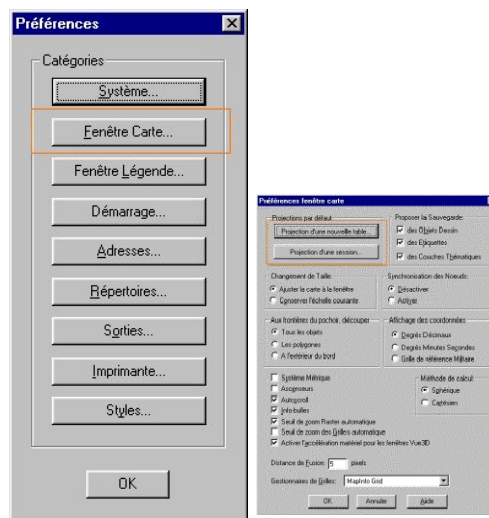 Préférences
Catégories
Système...
Fenêtre Carte...
Fenêtre Légende...
Démarrage...
Adresses...
Répertoires...
Sorties...
Imprimante...
Styles...
OK
Préférences fenêtre carte
Projections par défaut
Projection d'une nouvelle table...
Projection d'une session...
Proposer la Sauvegarde:
des Objets Dessin
des Etiquettes
des Couches Thématiques
Changement de Taille:
Ajuster la carte à la fenêtre
Conserver l'échelle courante
Synchronisation des Noeuds:
Désactiver
Activer
Aux frontières du pochoir, découper
Tous les objets
Les polygones
A l'extérieur du bord
Affichage des coordonnées
Degrés Décimaux
Degrés Minutes Secondes
Grille de référence Militaire
Système Métrique
Ascenseurs
Autoscroll
Info bulles
Seuil de zoom Raster automatique
Seuil de zoom des Grilles automatique
Activer l'accélération matériel pour les fenêtres Vue3D
Méthode de calcul:
Sphérique
Cartésien
Distance de Fusion: 5 pixels
Gestionnaires de Grilles: MapInfo Grid
OK Annuler Aide